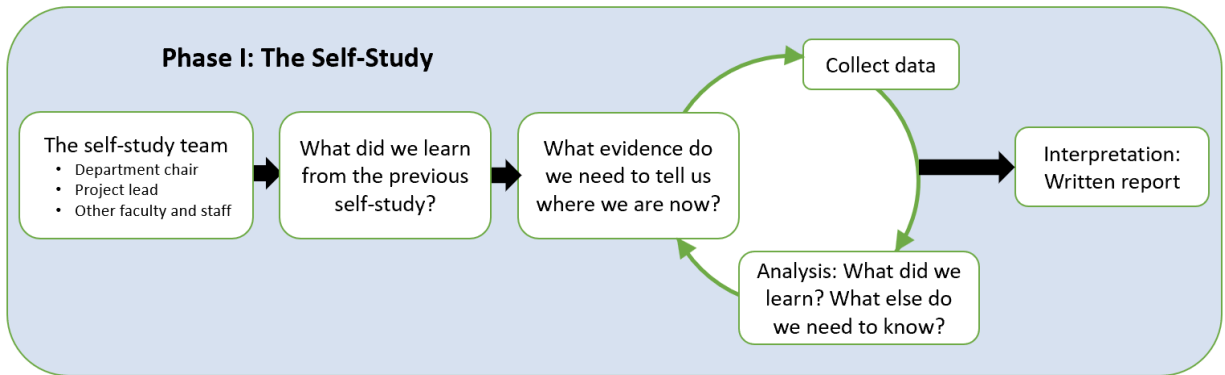 Phase I: The Self-Study
The self-study team
• Department chair
• Project lead
• Other faculty and staff
What did we learn
from the previous
self-study?
What evidence do
we need to tell us
where we are now?
Collect data
Analysis: What did we
learn? What else do
we need to know?
Interpretation:
Written report